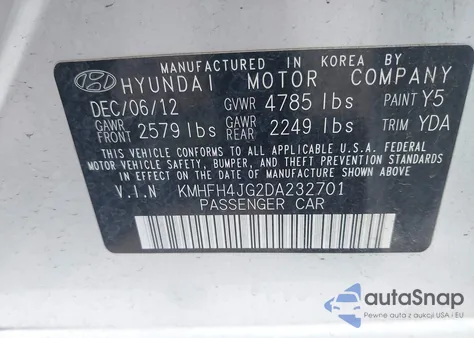 MANUFACTURED IN KOREA BY
HYUNDAI MOTOR COMPANY
DEC/06/12 GVWR 4785 lbs PAINT Y5
GAWR FRONT 2579 lbs GAWR REAR 2249 lbs TRIM YDA
THIS VEHICLE CONFORMS TO ALL APPLICABLE U.S.A. FEDERAL
MOTOR VEHICLE SAFETY, BUMPER, AND THEFT PREVENTION STANDARDS
IN EFFECT ON THE DATE OF MANUFACTURE SHOWN ABOVE.
V.I.N KMHFH4JG2DA232701
PASSENGER CAR
autoSnap
Pewne auta z aukcji USA i EU